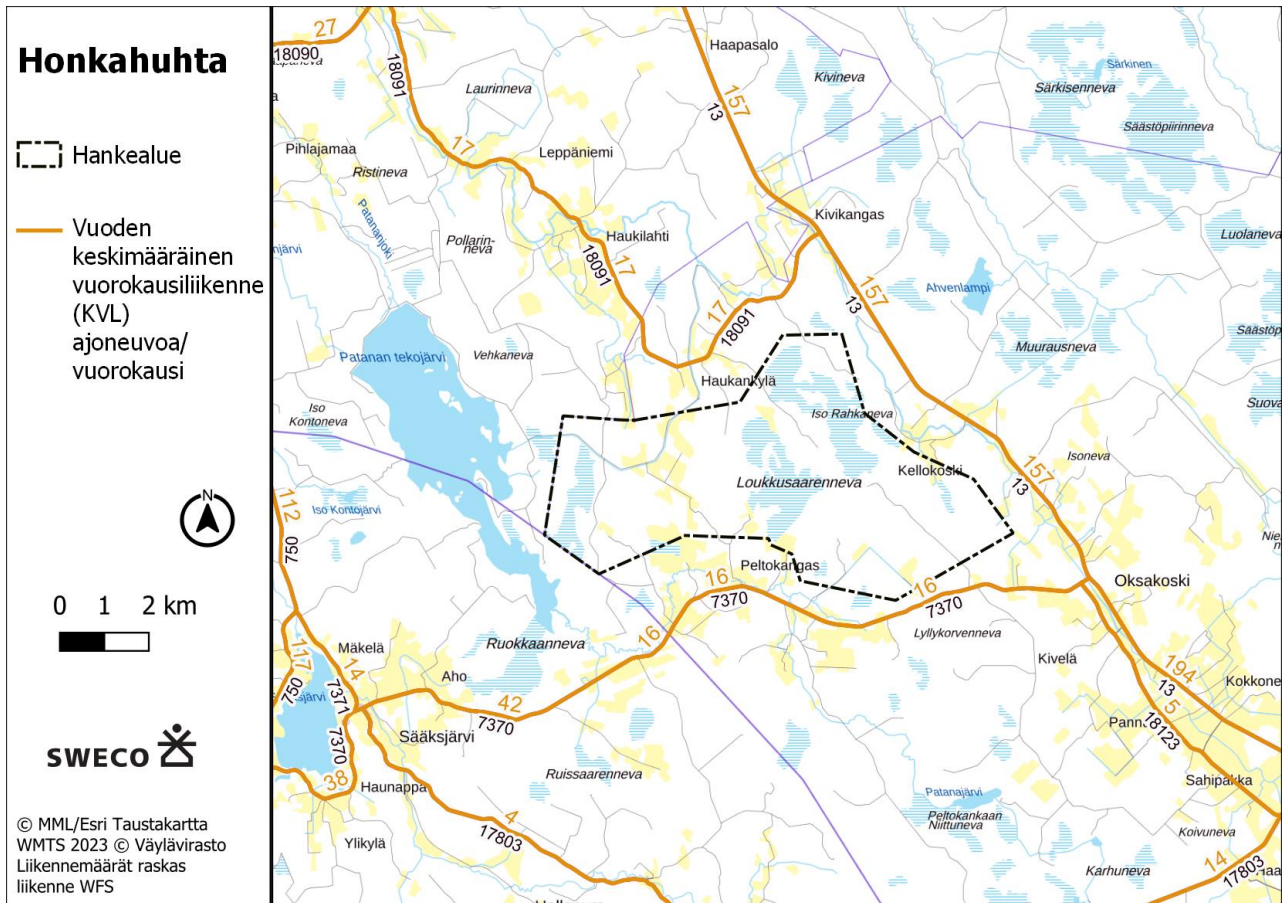 Honkahuhta
Hankealue
Vuoden
keskimääräinen
vuorokausiliikenne
(KVL)
ajoneuvoa/
vuorokausi
N
0 1 2 km
SWECO
© MML/Esri Taustakartta
WMTS 2023 © Väylävirasto
Liikennemäärät raskas
liikenne WFS
27
18090
18091
Laurinneva
Haapasalo
157
13
Kivineva
Särkinen
Särkisenneva
Säästöpiirinneva
Pihlajamaa
Ristineva
17
Leppäniemi
Patananjoki
Pollarin-
neva
Haukilahti
17
18091
Kivikangas
Luolaneva
157
13
Ahvenlampi
17
18091
Patanan tekojärvi
Vehkaneva
Muurausneva
Haukankylä
Iso
Kontoneva
Iso Rahkaneva
Kellokoski
Isoneva
Loukkusaarenneva
157
13
Iso Kontojärvi
112
750
Peltokangas
16
7370
16
7370
Oksakoski
Ruokkaanneva
16
Lyllykorvenneva
Kivelä
Mäkelä
Aho
117
750
14
7371
42
7370
194
13
5
18123
Sääksjärvi
7370
Ruissaarenneva
38
Haunappa
Sahipakka
Patanajärvi
Peltokankaan
Niittuneva
4
17803
Koivuneva
Ylikylä
Karhuneva
14
17803